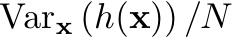 Var_𝐱 (h(𝐱)) /N